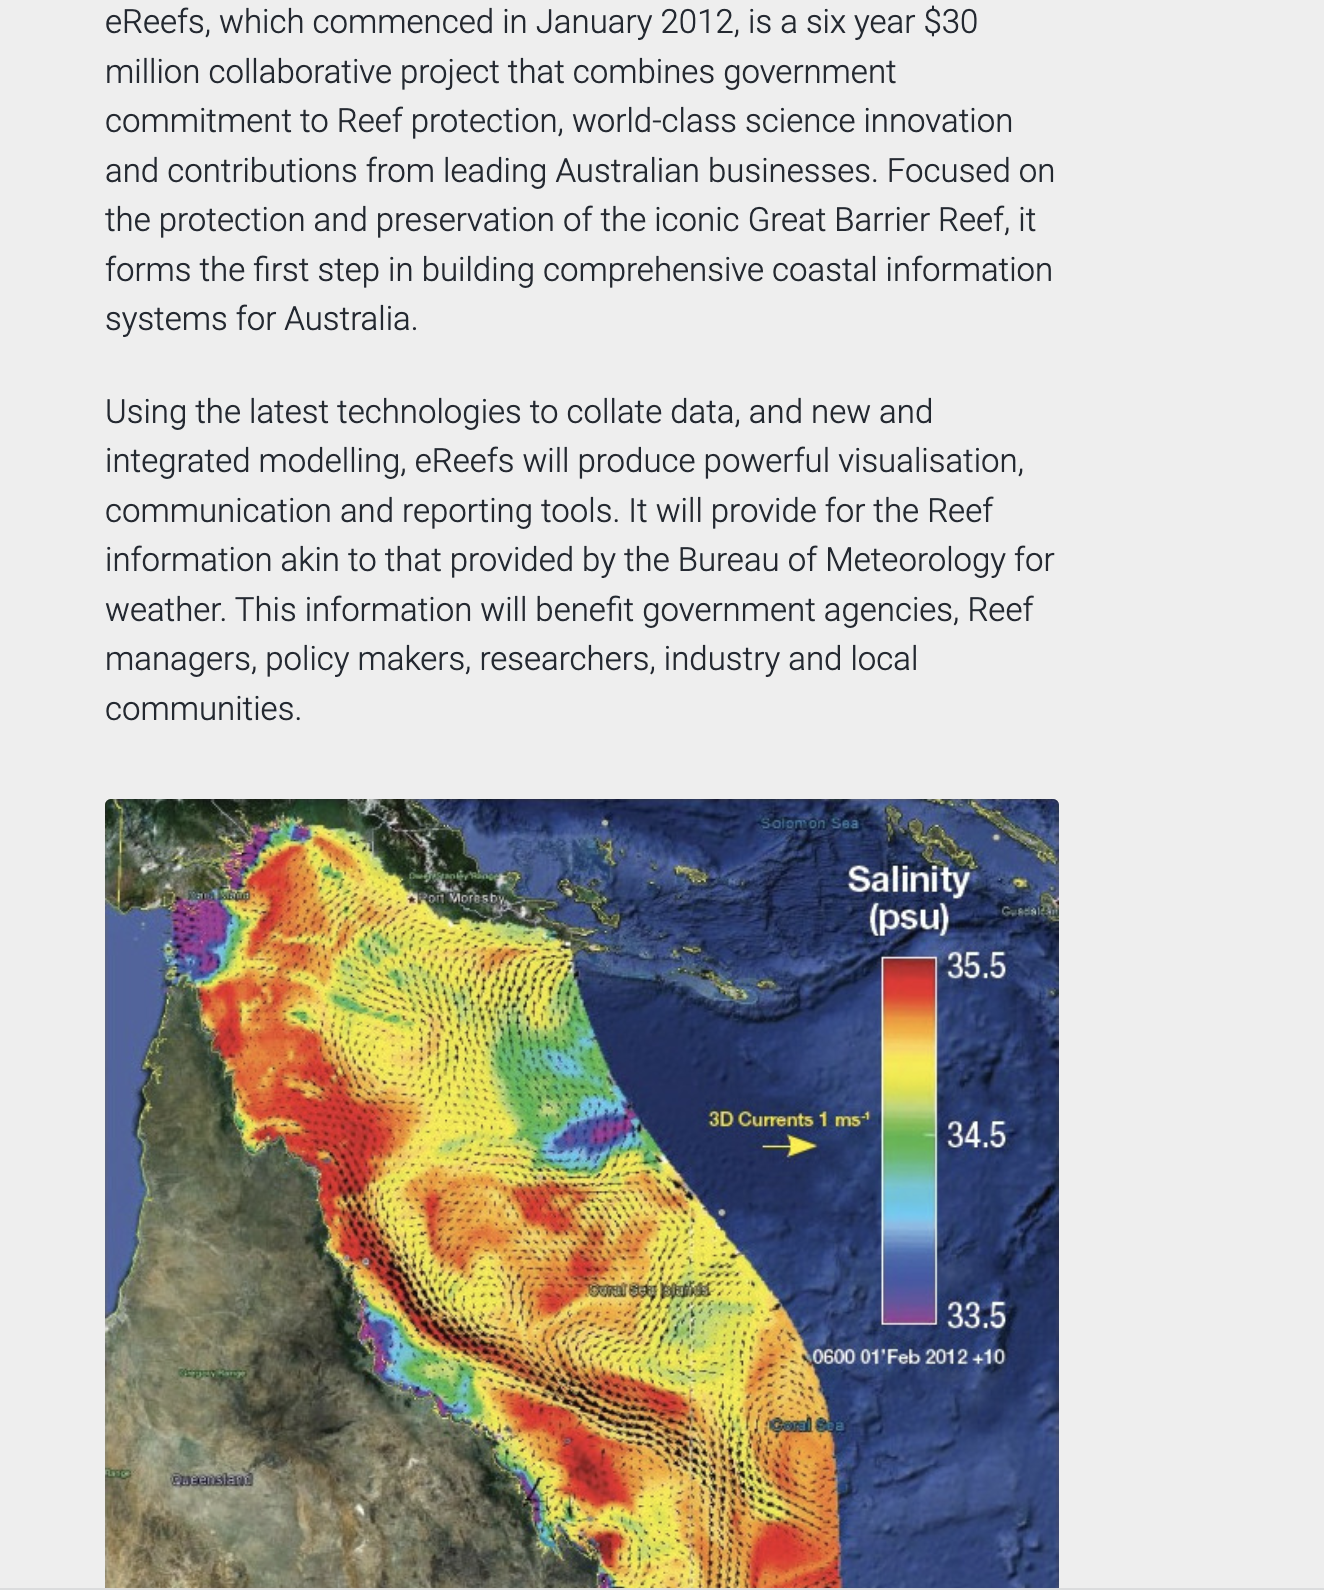 eReefs, which commenced in January 2012, is a six year $30
million collaborative project that combines government
commitment to Reef protection, world-class science innovation
and contributions from leading Australian businesses. Focused on
the protection and preservation of the iconic Great Barrier Reef, it
forms the first step in building comprehensive coastal information
systems for Australia.
Using the latest technologies to collate data, and new and
integrated modelling, eReefs will produce powerful visualisation,
communication and reporting tools. It will provide for the Reef
information akin to that provided by the Bureau of Meteorology for
weather. This information will benefit government agencies, Reef
managers, policy makers, researchers, industry and local
communities.
Solomon Sea
Salinity
(psu)
Port Moresby
35.5
3D Currents 1 ms⁻¹
34.5
Coral Sea Islands
33.5
0600 01'Feb 2012 +10
Gregory Range
Coral Sea
Range
Queensland